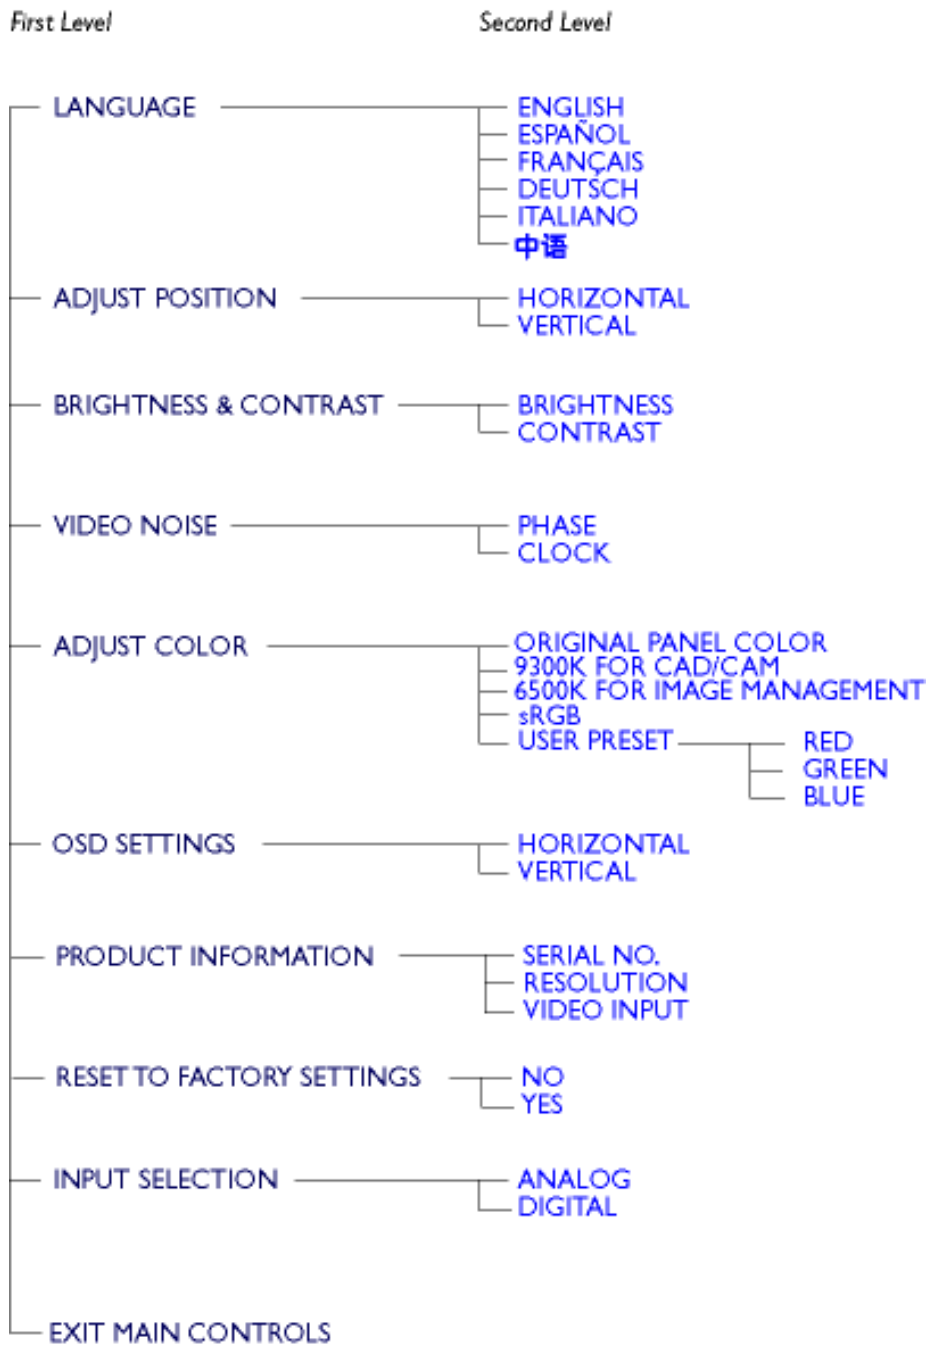 First Level Second Level
LANGUAGE ENGLISH
ESPAÑOL
FRANÇAIS
DEUTSCH
ITALIANO
中语
ADJUST POSITION HORIZONTAL
VERTICAL
BRIGHTNESS & CONTRAST BRIGHTNESS
CONTRAST
VIDEO NOISE PHASE
CLOCK
ADJUST COLOR ORIGINAL PANEL COLOR
9300K FOR CAD/CAM
6500K FOR IMAGE MANAGEMENT
sRGB
USER PRESET RED
GREEN
BLUE
OSD SETTINGS HORIZONTAL
VERTICAL
PRODUCT INFORMATION SERIAL NO.
RESOLUTION
VIDEO INPUT
RESET TO FACTORY SETTINGS NO
YES
INPUT SELECTION ANALOG
DIGITAL
EXIT MAIN CONTROLS